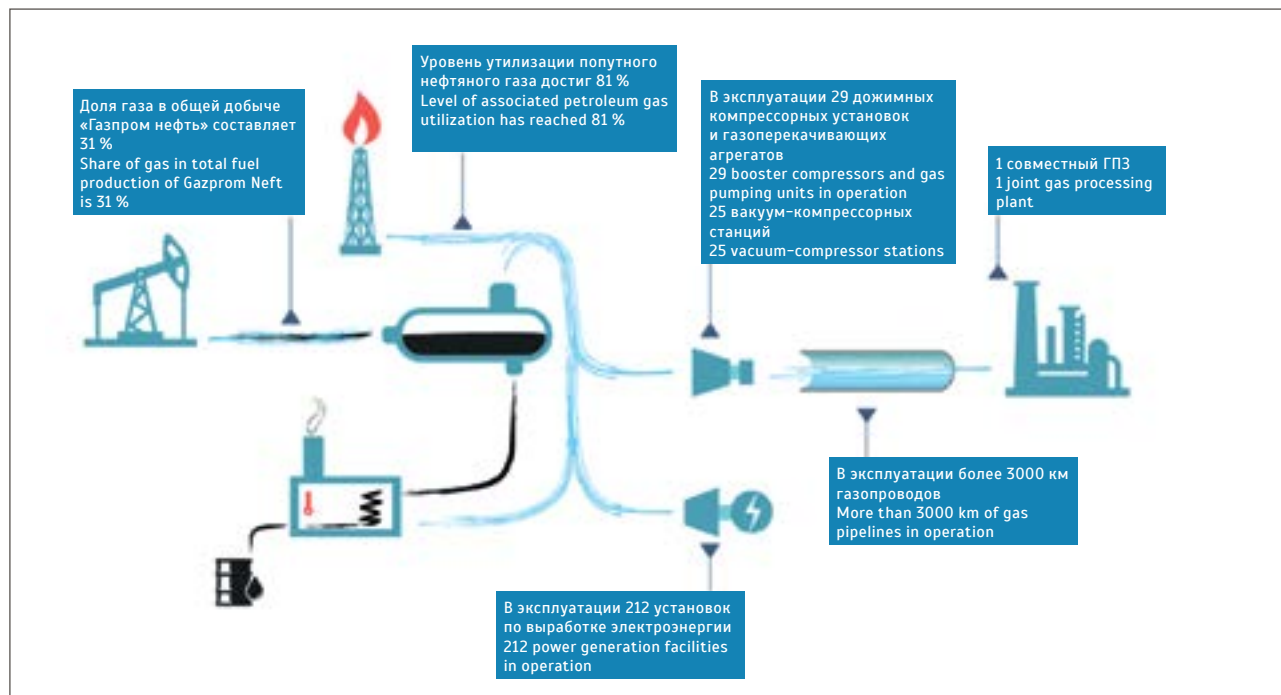 Доля газа в общей добыче
«Газпром нефть» составляет
31 %
Share of gas in total fuel
production of Gazprom Neft
is 31 %
Уровень утилизации попутного
нефтяного газа достиг 81 %
Level of associated petroleum gas
utilization has reached 81 %
В эксплуатации 29 дожимных
компрессорных установок
и газоперекачивающих
агрегатов
29 booster compressors and gas
pumping units in operation
25 вакуум-компрессорных
станций
25 vacuum-compressor stations
1 совместный ГПЗ
1 joint gas processing
plant
В эксплуатации более 3000 км
газопроводов
More than 3000 km of gas
pipelines in operation
В эксплуатации 212 установок
по выработке электроэнергии
212 power generation facilities
in operation